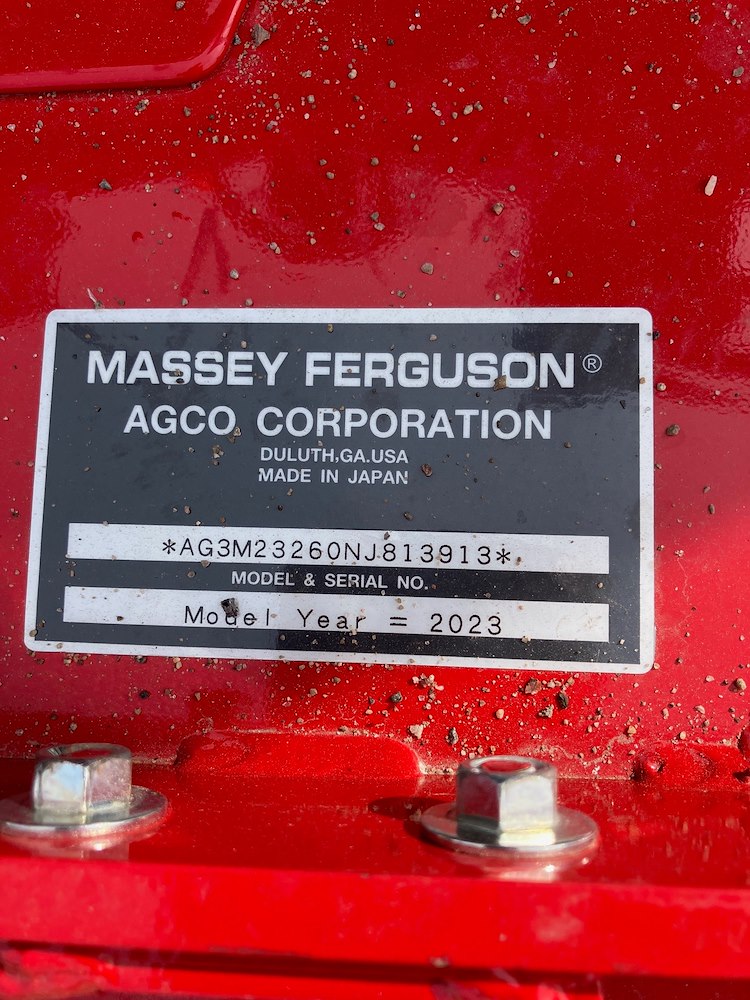 MASSEY FERGUSON®
AGCO CORPORATION
DULUTH,GA.USA
MADE IN JAPAN
*AG3M23260NJ813913*
MODEL & SERIAL NO.
Model Year = 2023